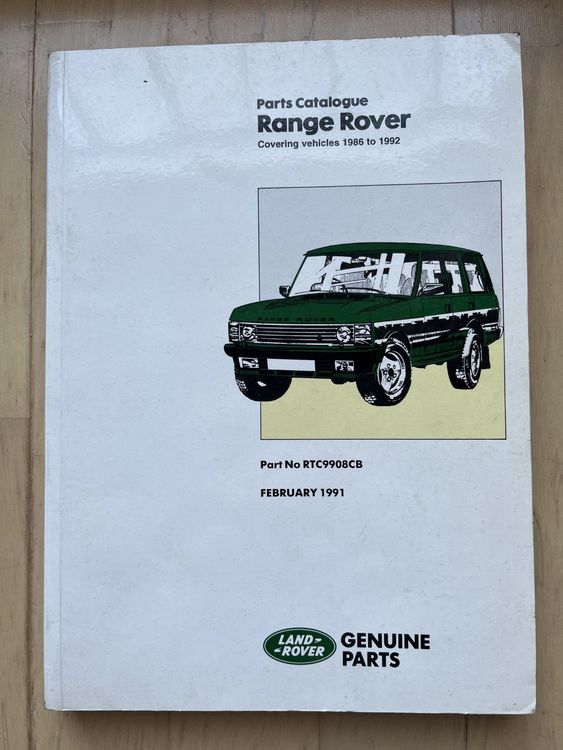 Parts Catalogue
Range Rover
Covering vehicles 1986 to 1992
RANGE ROVER
Part No RTC9908CB
FEBRUARY 1991
LAND-
-ROVER
GENUINE
PARTS